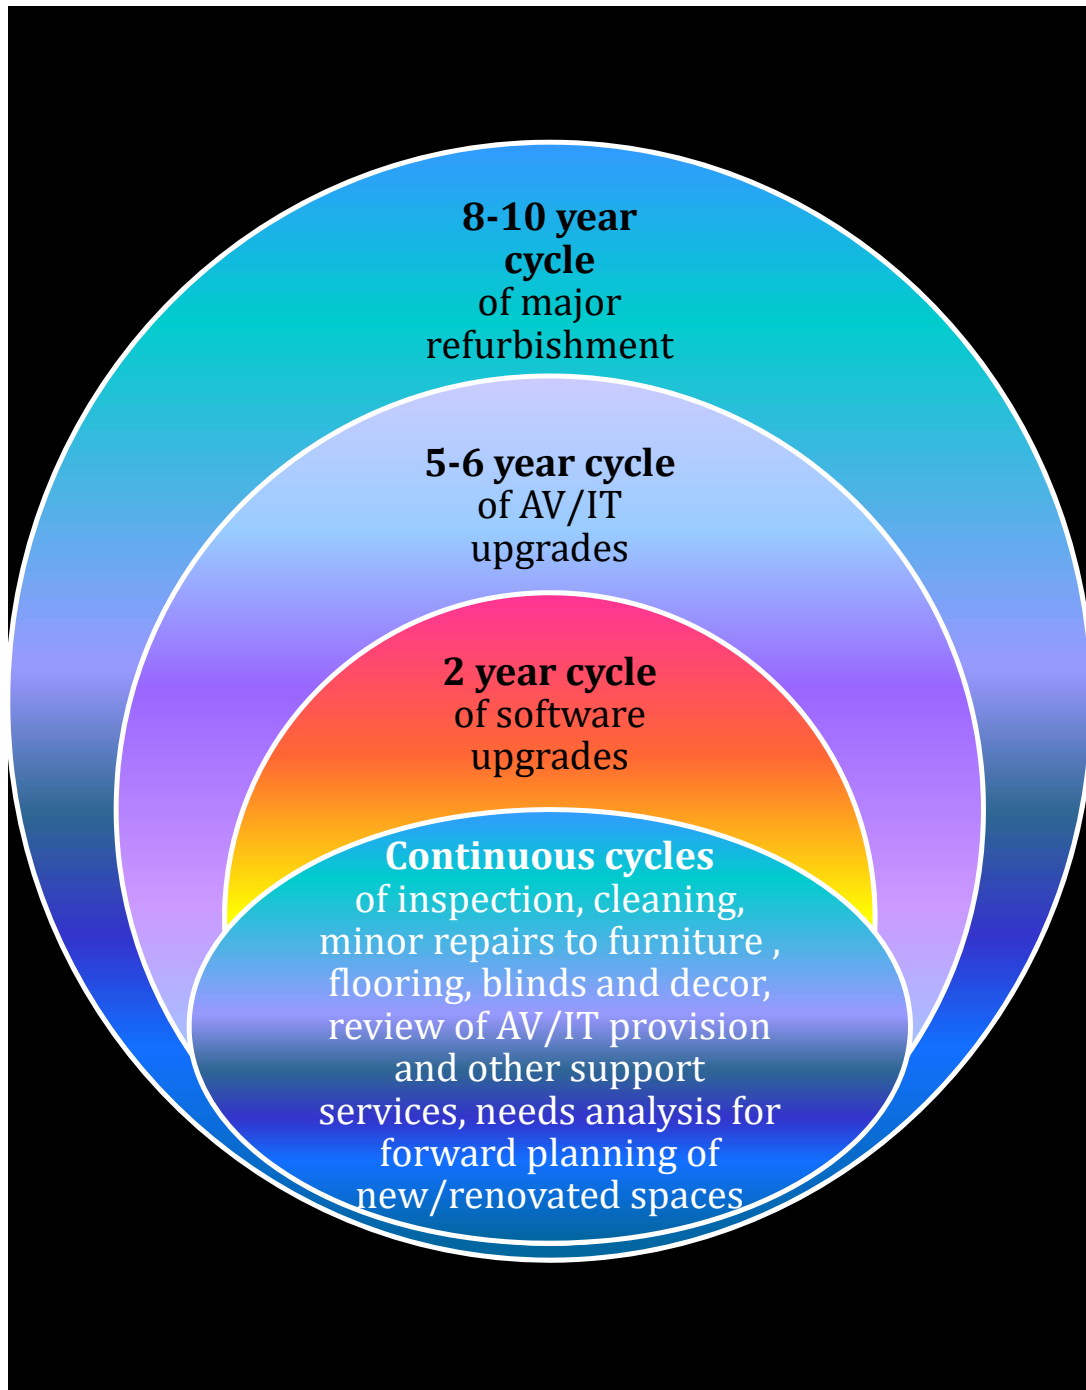 8-10 year
cycle
of major
refurbishment
5-6 year cycle
of AV/IT
upgrades
2 year cycle
of software
upgrades
Continuous cycles
of inspection, cleaning,
minor repairs to furniture ,
flooring, blinds and decor,
review of AV/IT provision
and other support
services, needs analysis for
forward planning of
new/renovated spaces